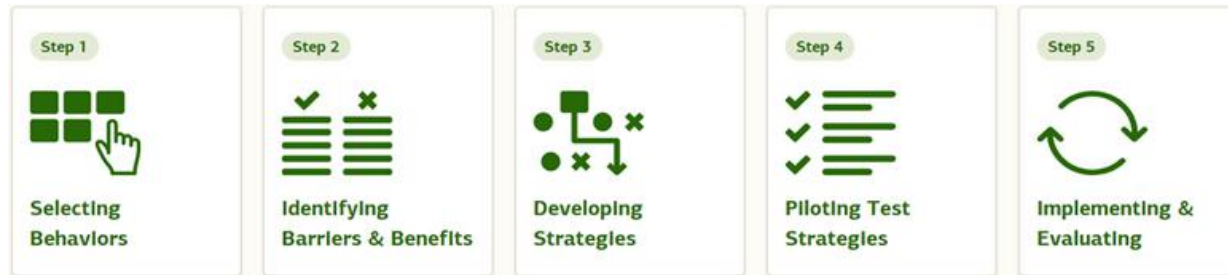 Step 1
Selecting
Behaviors
Step 2
Identifying
Barriers & Benefits
Step 3
Developing
Strategies
Step 4
Piloting Test
Strategies
Step 5
Implementing &
Evaluating